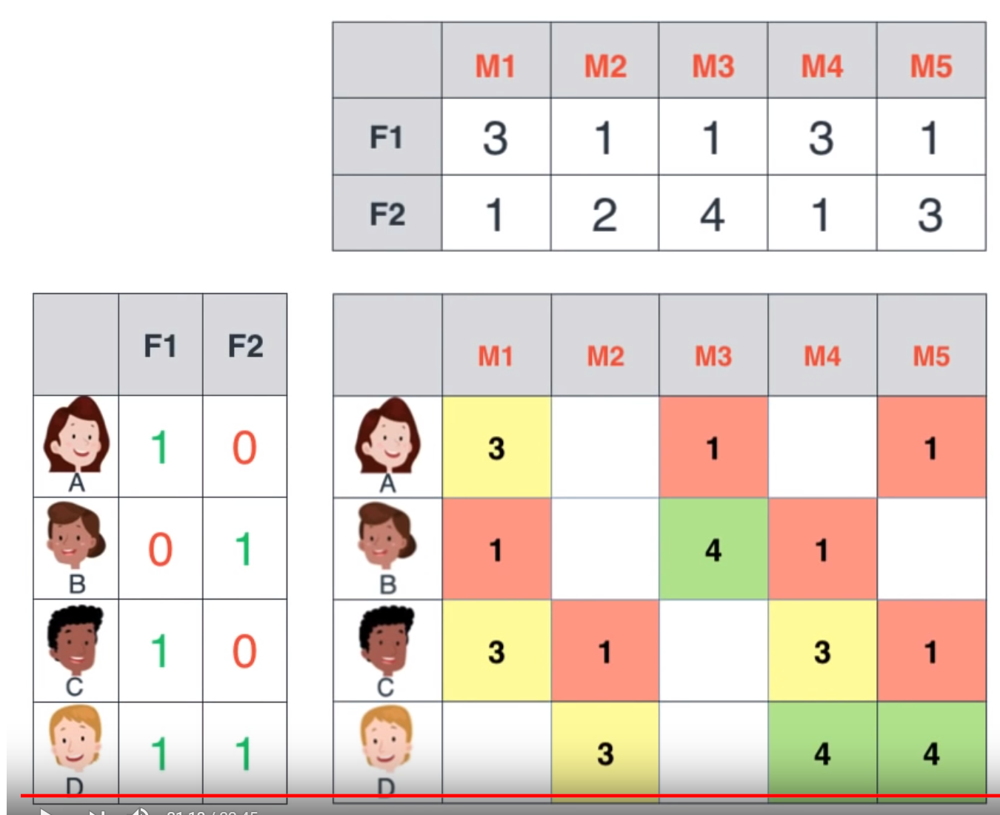 M1 M2 M3 M4 M5
F1 3 1 1 3 1
F2 1 2 4 1 3
F1 F2
A 1 0
B 0 1
C 1 0
D 1 1
M1 M2 M3 M4 M5
A 3 1 1
B 1 4 1
C 3 1 3 1
D 3 4 4